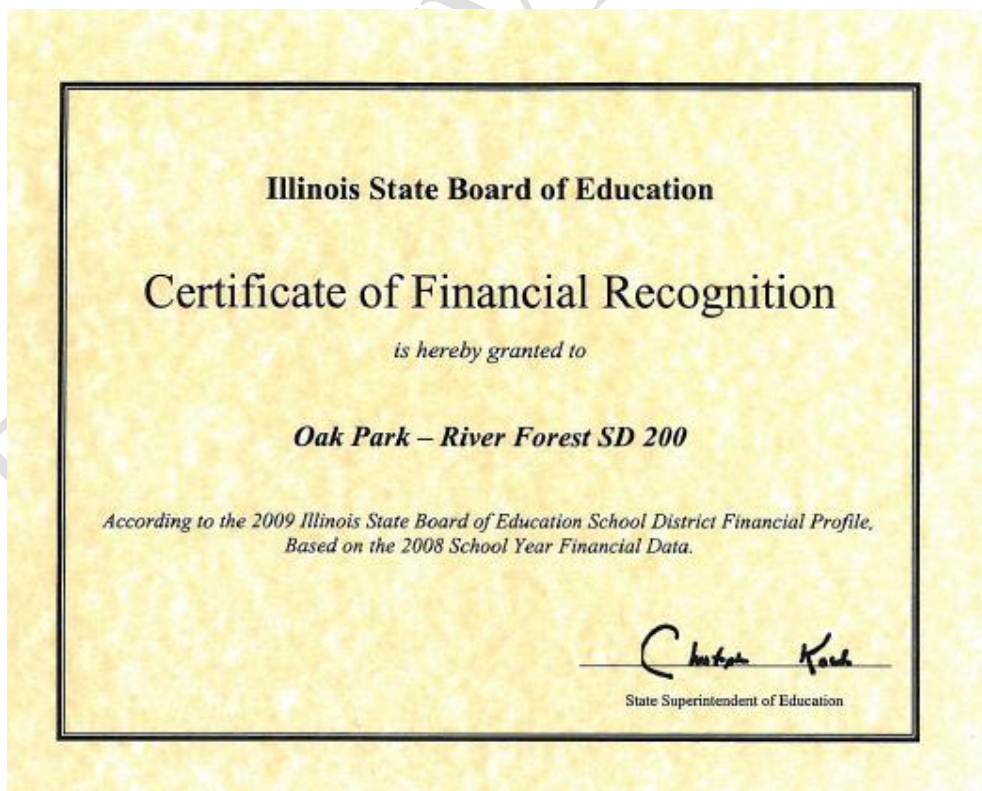 Illinois State Board of Education
Certificate of Financial Recognition
is hereby granted to
Oak Park – River Forest SD 200
According to the 2009 Illinois State Board of Education School District Financial Profile,
Based on the 2008 School Year Financial Data.
Christoph Koch
State Superintendent of Education